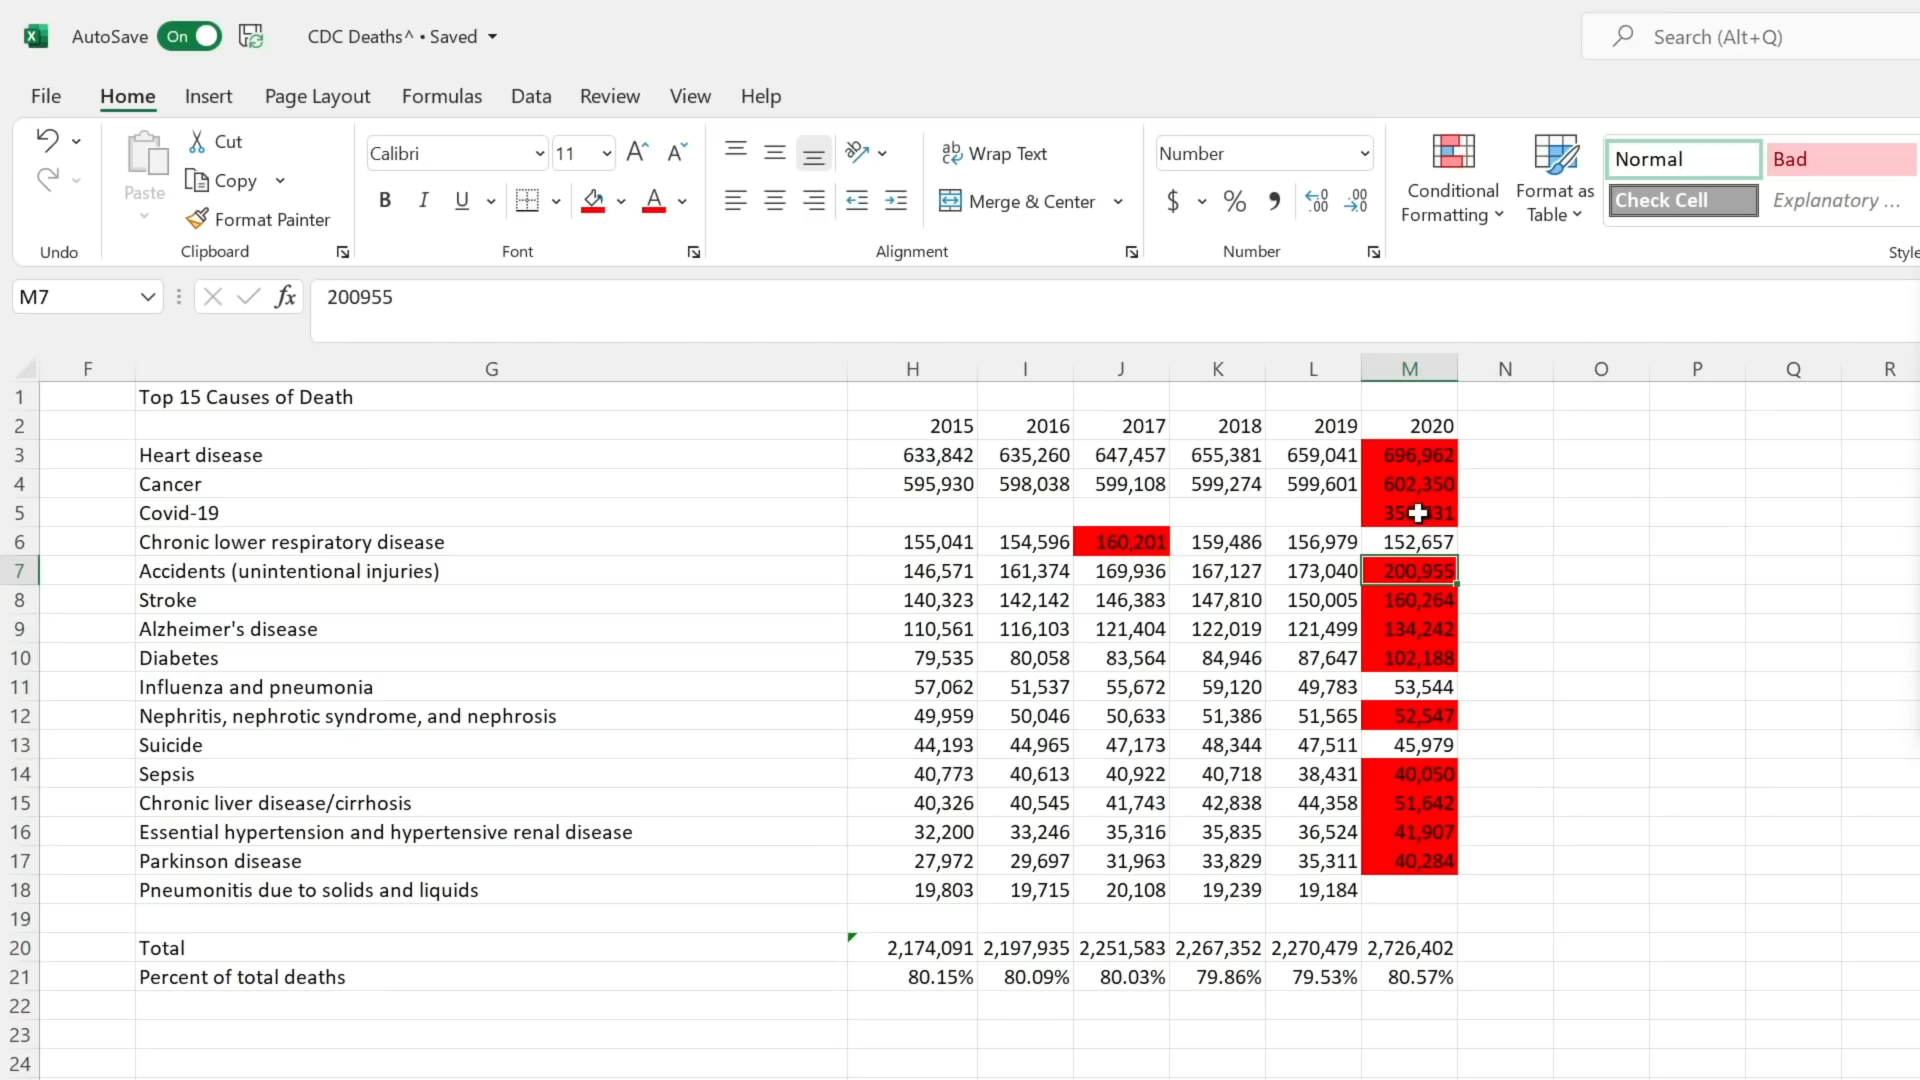 AutoSave On CDC Deaths^ • Saved Search (Alt+Q)
File Home Insert Page Layout Formulas Data Review View Help
Cut Calibri 11 Wrap Text Number
Paste Copy Conditional Formatting Format as Table Normal Bad
Format Painter B I U Merge & Center $ % Check Cell Explanatory ...
Undo Clipboard Font Alignment Number
M7 fx 200955
F G H I J K L M N O P Q R
1 Top 15 Causes of Death
2 2015 2016 2017 2018 2019 2020
3 Heart disease 633,842 635,260 647,457 655,381 659,041 696,962
4 Cancer 595,930 598,038 599,108 599,274 599,601 602,350
5 Covid-19
6 Chronic lower respiratory disease 155,041 154,596 160,201 159,486 156,979 152,657
7 Accidents (unintentional injuries) 146,571 161,374 169,936 167,127 173,040 200,955
8 Stroke 140,323 142,142 146,383 147,810 150,005 160,264
9 Alzheimer's disease 110,561 116,103 121,404 122,019 121,499 134,242
10 Diabetes 79,535 80,058 83,564 84,946 87,647 102,188
11 Influenza and pneumonia 57,062 51,537 55,672 59,120 49,783 53,544
12 Nephritis, nephrotic syndrome, and nephrosis 49,959 50,046 50,633 51,386 51,565 52,547
13 Suicide 44,193 44,965 47,173 48,344 47,511 45,979
14 Sepsis 40,773 40,613 40,922 40,718 38,431 40,050
15 Chronic liver disease/cirrhosis 40,326 40,545 41,743 42,838 44,358 51,642
16 Essential hypertension and hypertensive renal disease 32,200 33,246 35,316 35,835 36,524 41,907
17 Parkinson disease 27,972 29,697 31,963 33,829 35,311 40,284
18 Pneumonitis due to solids and liquids 19,803 19,715 20,108 19,239 19,184
19
20 Total 2,174,091 2,197,935 2,251,583 2,267,352 2,270,479 2,726,402
21 Percent of total deaths 80.15% 80.09% 80.03% 79.86% 79.53% 80.57%
22
23
24